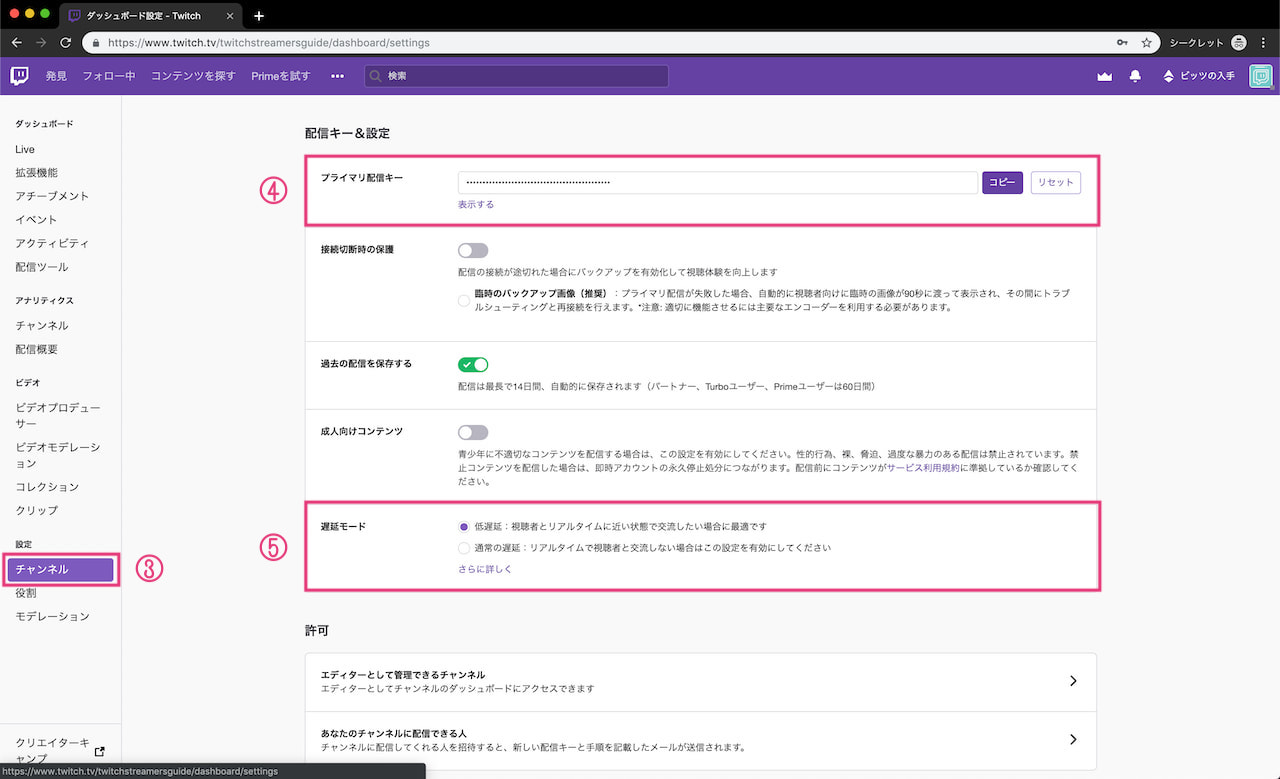 ダッシュボード設定 - Twitch
https://www.twitch.tv/twitchstreamersguide/dashboard/settings
シークレット
発見 フォロー中 コンテンツを探す Primeを試す ••• 検索 ビッツの入手
ダッシュボード
Live
拡張機能
アチーブメント
イベント
アクティビティ
配信ツール
アナリティクス
チャンネル
配信概要
ビデオ
ビデオプロデュー
サー
ビデオモデレーシ
ョン
コレクション
クリップ
設定
チャンネル
③
役割
モデレーション
クリエイターキ
ャンプ
https://www.twitch.tv/twitchstreamersguide/dashboard/settings
配信キー＆設定
④
プライマリ配信キー
••••••••••••••••••••••••••••••••••••••••••••
コピー
リセット
表示する
接続切断時の保護
配信の接続が途切れた場合にバックアップを有効化して視聴体験を向上します
臨時のバックアップ画像（推奨）：プライマリ配信が失敗した場合、自動的に視聴者向けに臨時の画像が90秒に渡って表示され、その間にトラブ
ルシューティングと再接続を行えます。*注意: 適切に機能させるには主要なエンコーダーを利用する必要があります。
過去の配信を保存する
配信は最長で14日間、自動的に保存されます（パートナー、Turboユーザー、Primeユーザーは60日間）
成人向けコンテンツ
青少年に不適切なコンテンツを配信する場合は、この設定を有効にしてください。性的行為、裸、脅迫、過度な暴力のある配信は禁止されています。禁
止コンテンツを配信した場合は、即時アカウントの永久停止処分につながります。配信前にコンテンツがサービス利用規約に準拠しているか確認してく
ださい。
⑤
遅延モード
低遅延：視聴者とリアルタイムに近い状態で交流したい場合に最適です
通常の遅延：リアルタイムで視聴者と交流しない場合はこの設定を有効にしてください
さらに詳しく
許可
エディターとして管理できるチャンネル
エディターとしてチャンネルのダッシュボードにアクセスできます
あなたのチャンネルに配信できる人
チャンネルに配信してくれる人を招待すると、新しい配信キーと手順を記載したメールが送信されます。